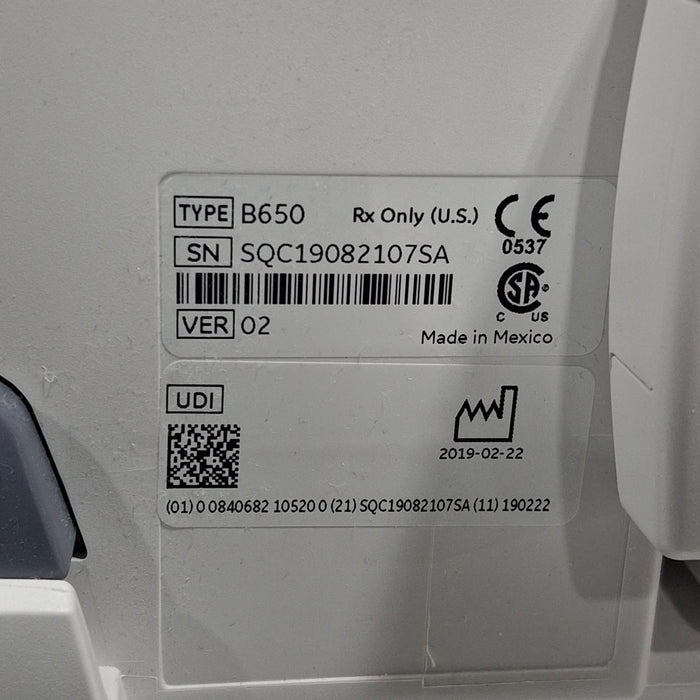 TYPE B650 Rx Only (U.S.) CE
0537
SN SQC19082107SA
SA
C US
VER 02
Made in Mexico
UDI
2019-02-22
(01) 0 0840682 10520 0 (21) SQC19082107SA (11) 190222